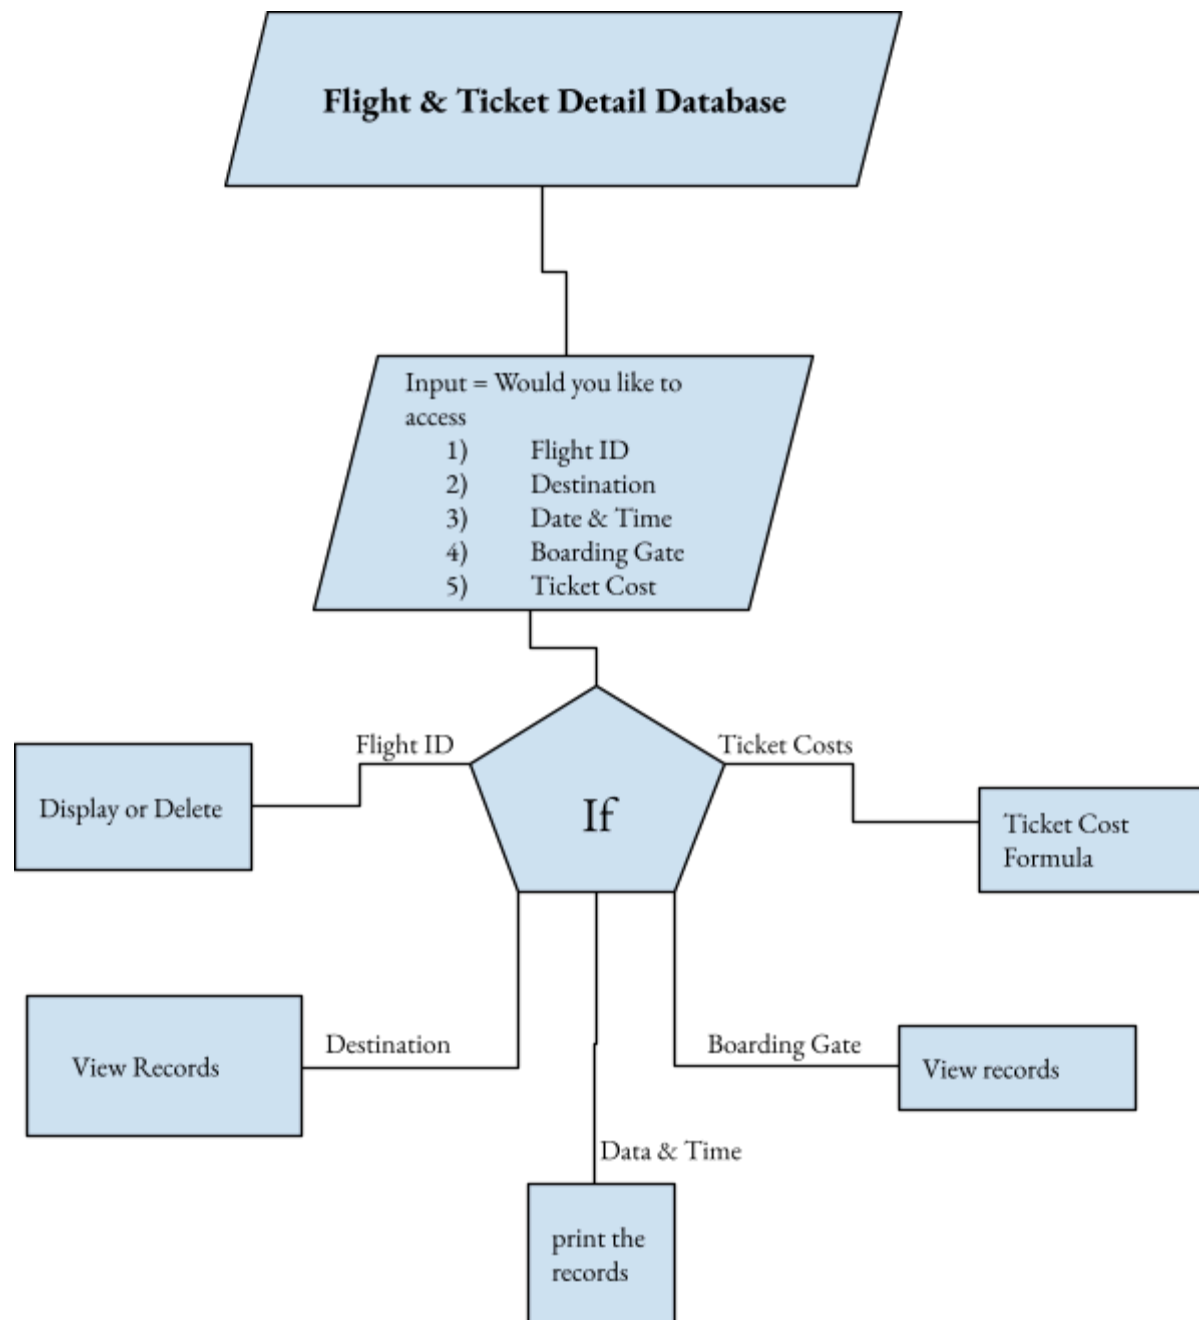 Flight & Ticket Detail Database
Input = Would you like to
access
1) Flight ID
2) Destination
3) Date & Time
4) Boarding Gate
5) Ticket Cost
Flight ID
Ticket Costs
Display or Delete
If
Ticket Cost
Formula
Destination
Boarding Gate
View Records
View records
Data & Time
print the
records